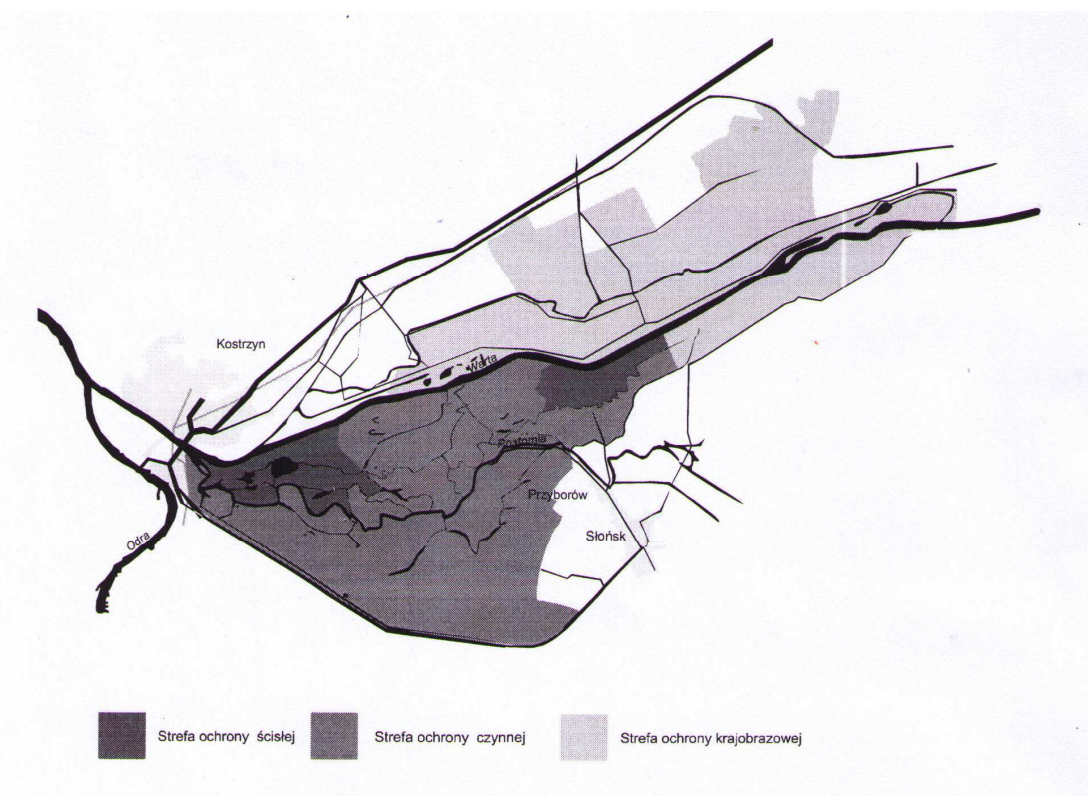 Kostrzyn
Warta
Postomia
Przyborów
Słońsk
Odra
Strefa ochrony ścisłej
Strefa ochrony czynnej
Strefa ochrony krajobrazowej